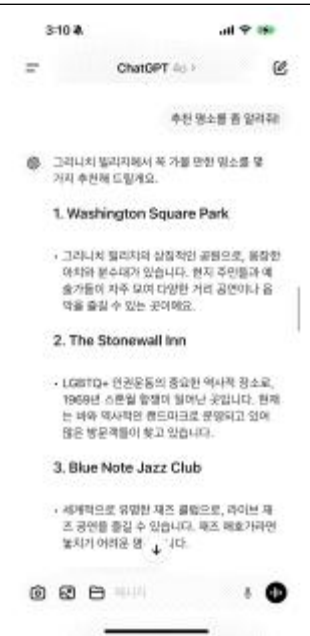 3:10
ChatGPT 4o >
추천 명소를 좀 알려줘!
그리니치 빌리지에서 꼭 가볼 만한 명소를 몇
가지 추천해 드릴게요.
1. Washington Square Park
• 그리니치 빌리지의 상징적인 공원으로, 웅장한
아치와 분수대가 있습니다. 현지 주민들과 예
술가들이 자주 모여 다양한 거리 공연이나 음
악을 즐길 수 있는 곳이에요.
2. The Stonewall Inn
• LGBTQ+ 인권운동의 중요한 역사적 장소로,
1969년 스톤월 항쟁이 일어난 곳입니다. 현재
는 바와 역사적인 랜드마크로 운영되고 있어
많은 방문객들이 찾고 있습니다.
3. Blue Note Jazz Club
• 세계적으로 유명한 재즈 클럽으로, 라이브 재
즈 공연을 즐길 수 있습니다. 재즈 애호가라면
놓치기 어려운 다.
메시지